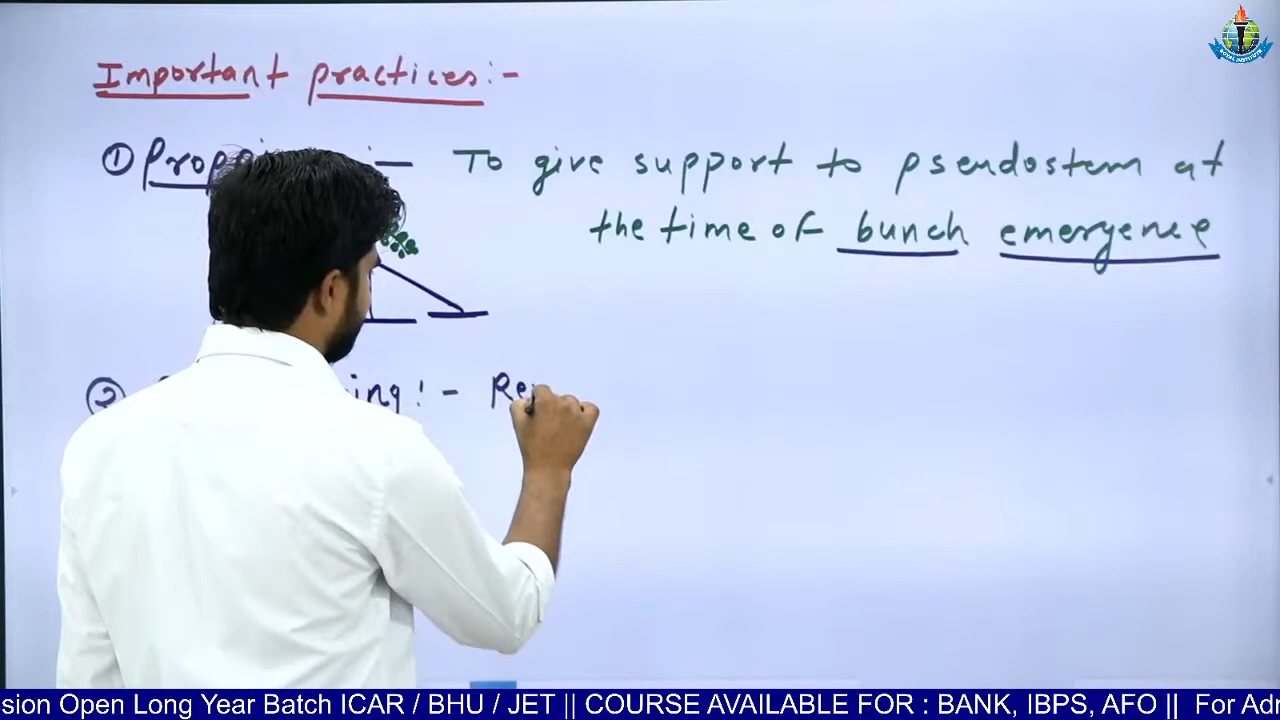 Important practices:-
① Prop :— To give support to pseudostem at
the time of bunch emergence
② ing:- Re
sion Open Long Year Batch ICAR / BHU / JET || COURSE AVAILABLE FOR : BANK, IBPS, AFO || For Adm